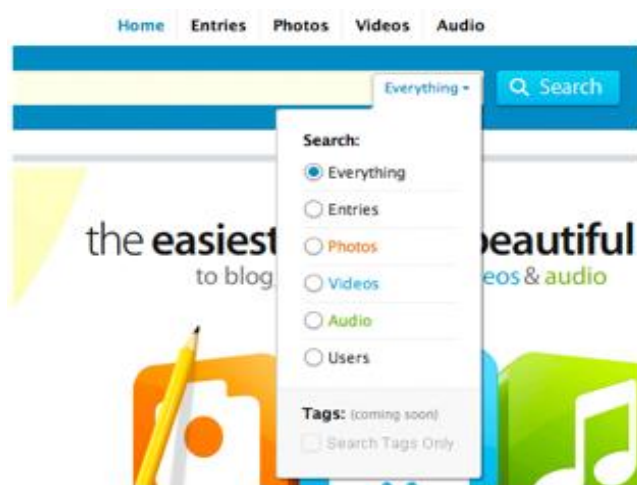 Home Entries Photos Videos Audio
Everything Search
Search:
Everything
Entries
Photos
Videos
Audio
Users
the easiest beautiful
to blog eos & audio
Tags: (coming soon)
Search Tags Only